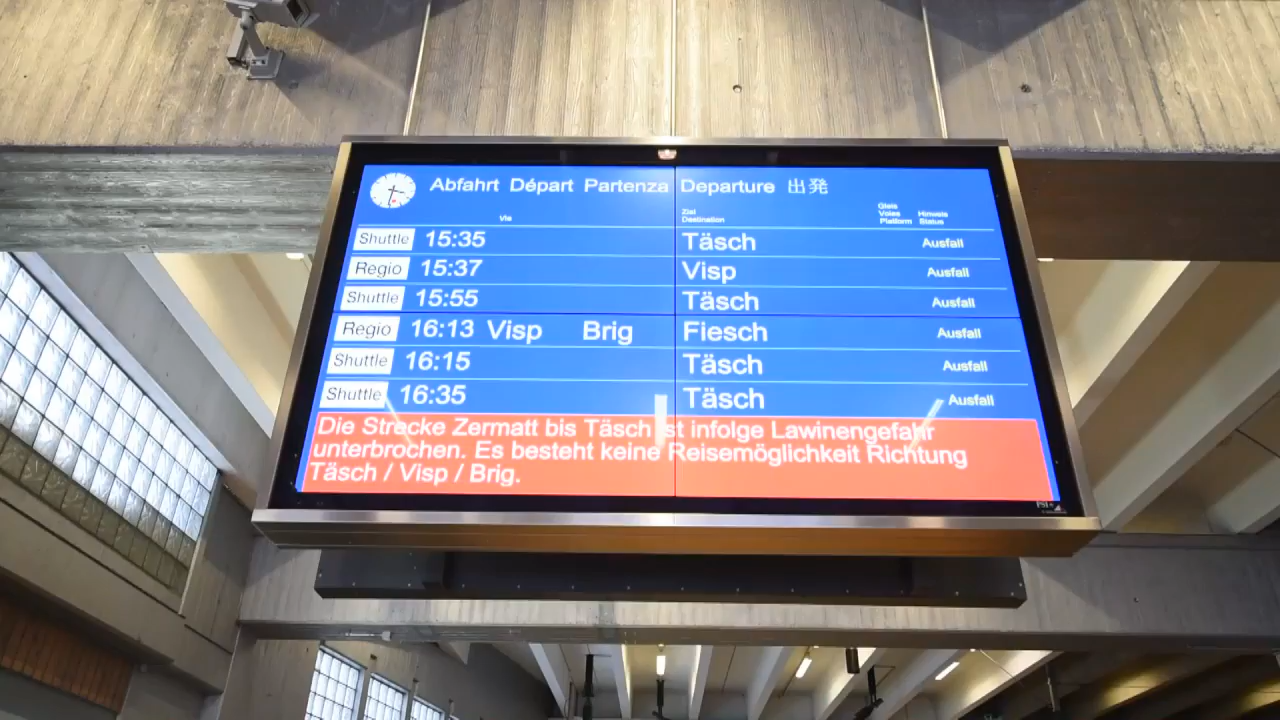 Abfahrt Départ Partenza Departure 出発
Via
Ziel
Destination
Gleis
Voies
Platform
Hinweis
Status
Shuttle 15:35 Täsch Ausfall
Regio 15:37 Visp Ausfall
Shuttle 15:55 Täsch Ausfall
Regio 16:13 Visp Brig Fiesch Ausfall
Shuttle 16:15 Täsch Ausfall
Shuttle 16:35 Täsch Ausfall
Die Strecke Zermatt bis Täsch ist infolge Lawinengefahr
unterbrochen. Es besteht keine Reisemöglichkeit Richtung
Täsch / Visp / Brig.